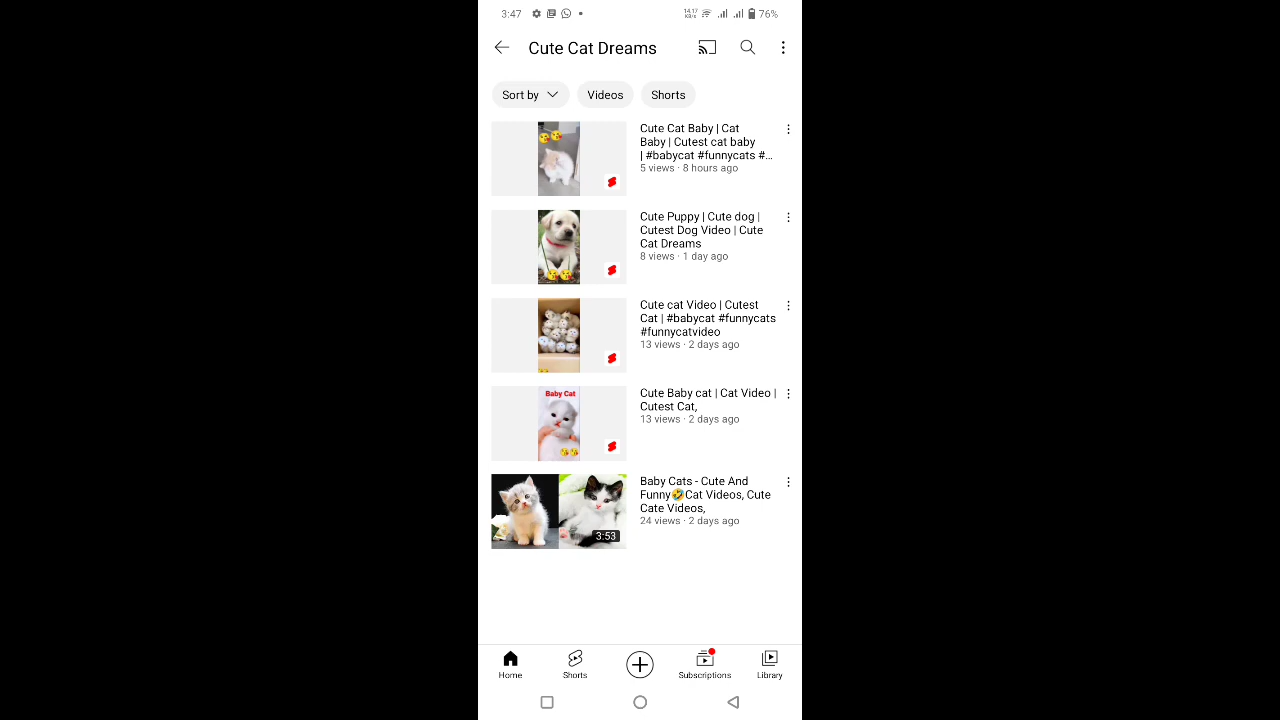 3:47
14.17
KB/s
76%
Cute Cat Dreams
Sort by
Videos
Shorts
Cute Cat Baby | Cat
Baby | Cutest cat baby
| #babycat #funnycats #...
5 views · 8 hours ago
Cute Puppy | Cute dog |
Cutest Dog Video | Cute
Cat Dreams
8 views · 1 day ago
Cute cat Video | Cutest
Cat | #babycat #funnycats
#funnycatvideo
13 views · 2 days ago
Baby Cat
Cute Baby cat | Cat Video |
Cutest Cat,
13 views · 2 days ago
3:53
Baby Cats - Cute And
Funny🤣Cat Videos, Cute
Cate Videos,
24 views · 2 days ago
Home
Shorts
Subscriptions
Library